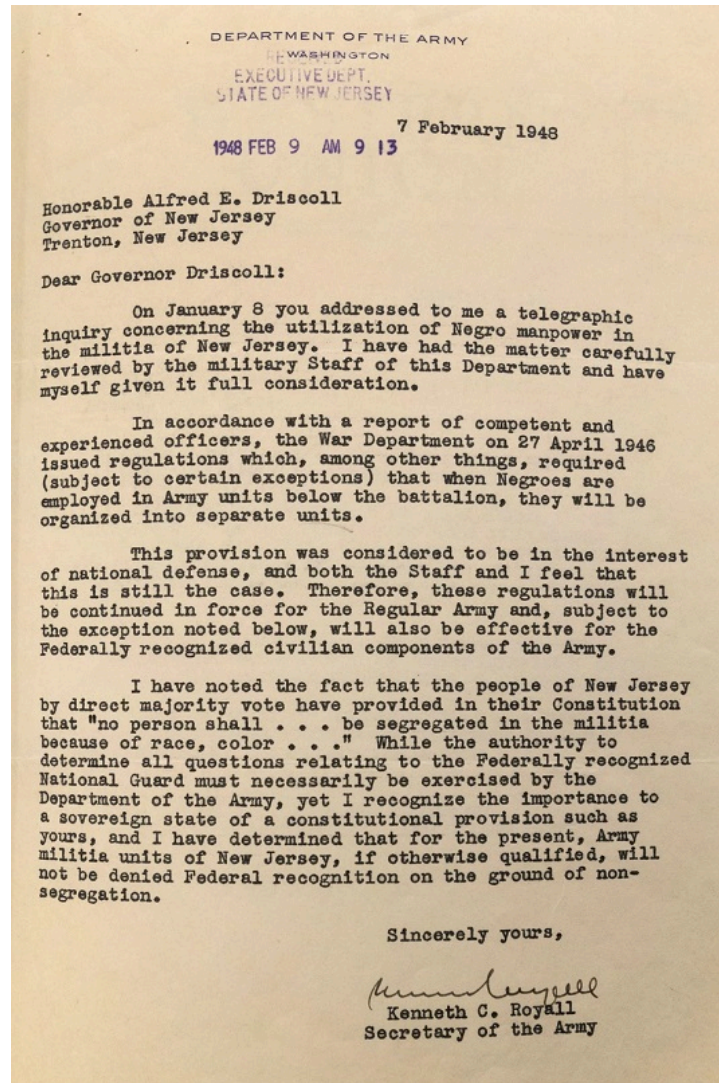 DEPARTMENT OF THE ARMY
WASHINGTON
RECEIVED
EXECUTIVE DEPT.
STATE OF NEW JERSEY
7 February 1948
1948 FEB 9 AM 9 13
Honorable Alfred E. Driscoll
Governor of New Jersey
Trenton, New Jersey
Dear Governor Driscoll:
On January 8 you addressed to me a telegraphic
inquiry concerning the utilization of Negro manpower in
the militia of New Jersey. I have had the matter carefully
reviewed by the military Staff of this Department and have
myself given it full consideration.
In accordance with a report of competent and
experienced officers, the War Department on 27 April 1946
issued regulations which, among other things, required
(subject to certain exceptions) that when Negroes are
employed in Army units below the battalion, they will be
organized into separate units.
This provision was considered to be in the interest
of national defense, and both the Staff and I feel that
this is still the case. Therefore, these regulations will
be continued in force for the Regular Army and, subject to
the exception noted below, will also be effective for the
Federally recognized civilian components of the Army.
I have noted the fact that the people of New Jersey
by direct majority vote have provided in their Constitution
that "no person shall . . . be segregated in the militia
because of race, color . . ." While the authority to
determine all questions relating to the Federally recognized
National Guard must necessarily be exercised by the
Department of the Army, yet I recognize the importance to
a sovereign state of a constitutional provision such as
yours, and I have determined that for the present, Army
militia units of New Jersey, if otherwise qualified, will
not be denied Federal recognition on the ground of non-
segregation.
Sincerely yours,
Kenneth C. Royall
Secretary of the Army